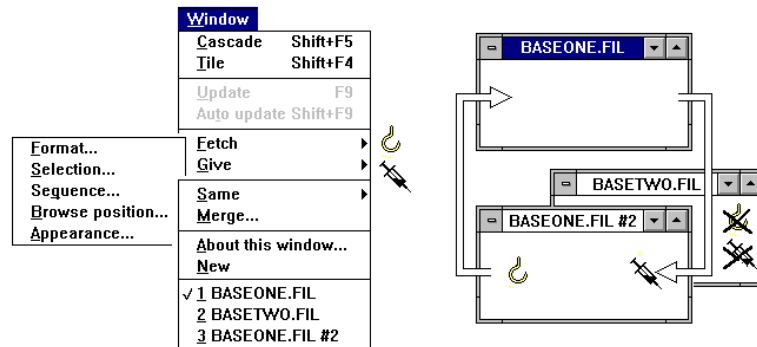 Window
Cascade Shift+F5
Tile Shift+F4
Update F9
Auto update Shift+F9
Fetch
Give
Same
Merge...
About this window...
New
√ 1 BASEONE.FIL
2 BASETWO.FIL
3 BASEONE.FIL #2
Format...
Selection...
Sequence...
Browse position...
Appearance...
BASEONE.FIL
BASETWO.FIL
BASEONE.FIL #2